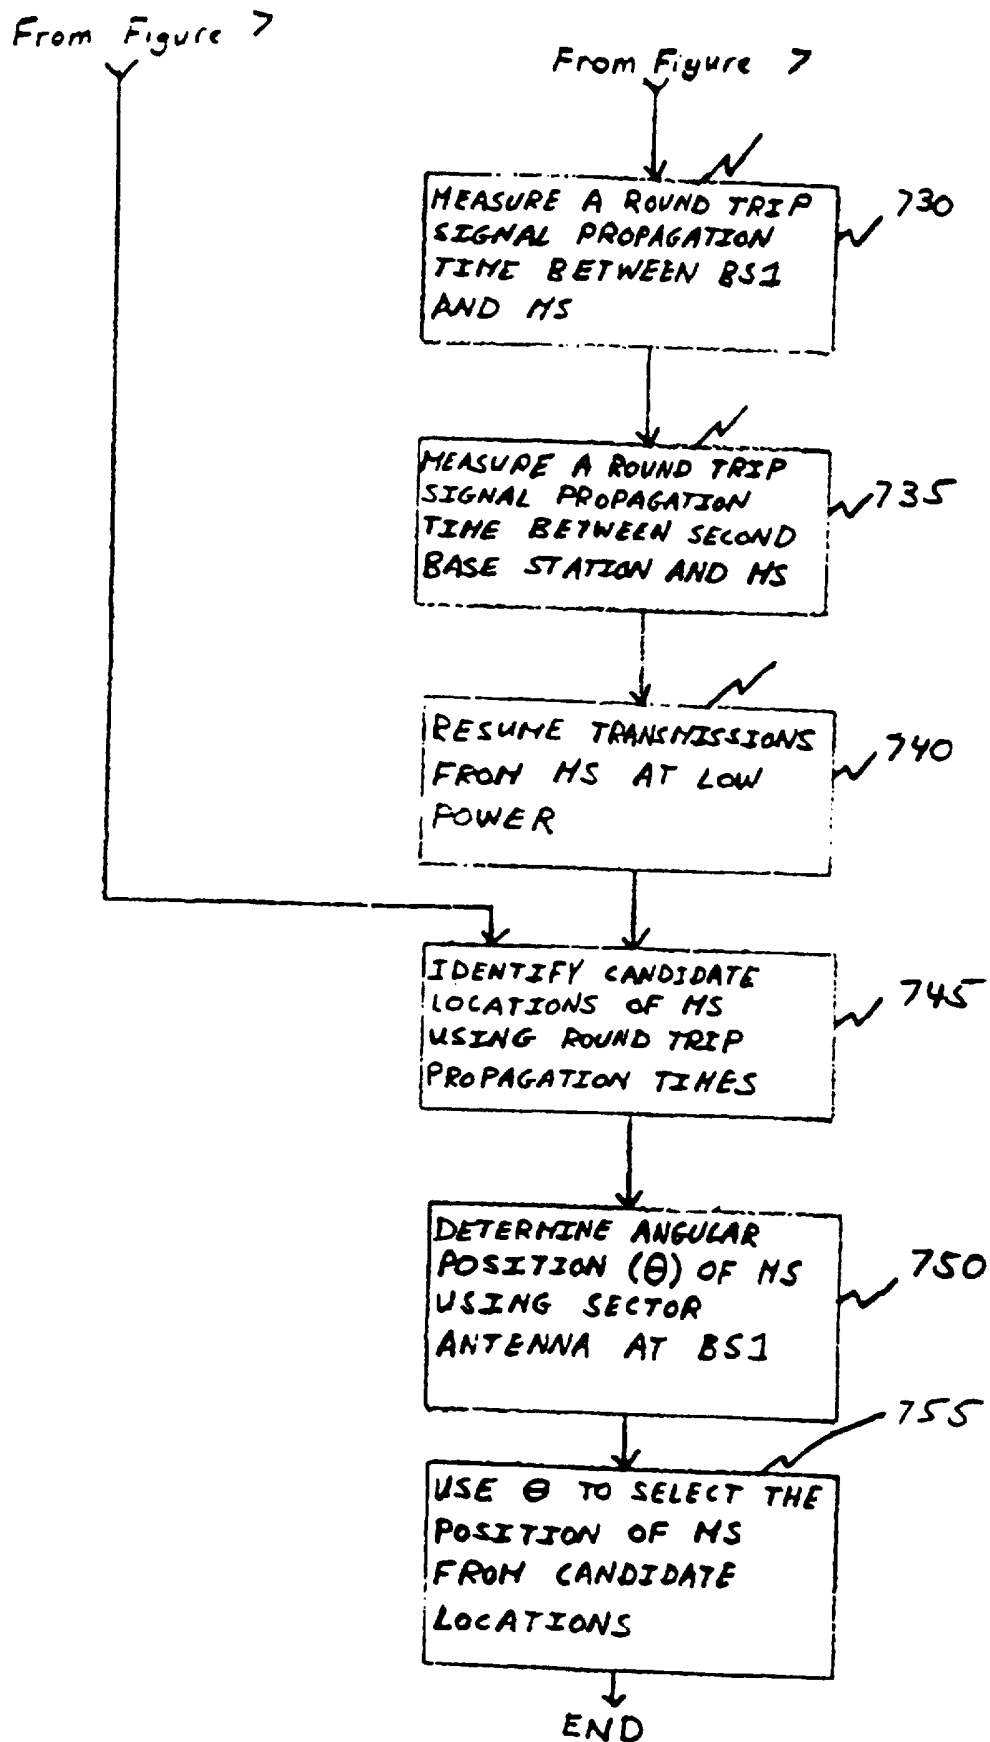 From Figure 7
From Figure 7
MEASURE A ROUND TRIP
SIGNAL PROPAGATION
TIME BETWEEN BS1
AND MS
730
MEASURE A ROUND TRIP
SIGNAL PROPAGATION
TIME BETWEEN SECOND
BASE STATION AND MS
735
RESUME TRANSMISSIONS
FROM MS AT LOW
POWER
740
IDENTIFY CANDIDATE
LOCATIONS OF MS
USING ROUND TRIP
PROPAGATION TIMES
745
DETERMINE ANGULAR
POSITION (Θ) OF MS
USING SECTOR
ANTENNA AT BS1
750
755
USE Θ TO SELECT THE
POSITION OF MS
FROM CANDIDATE
LOCATIONS
END